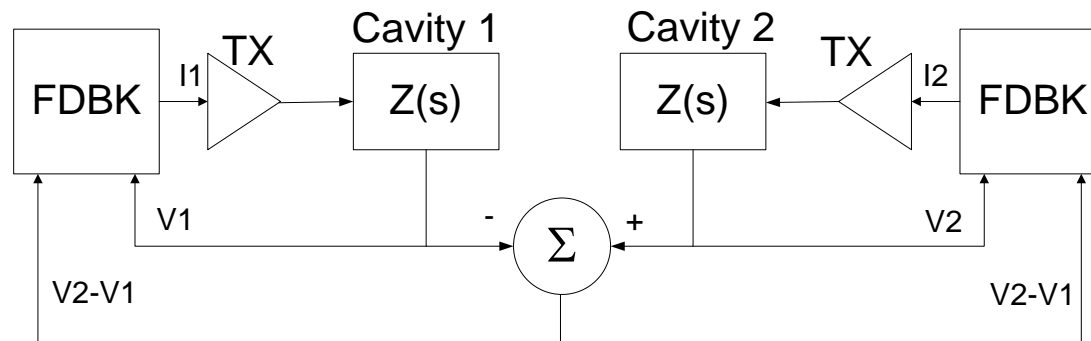 Cavity 1
Cavity 2
TX
TX
I1
I2
FDBK
Z(s)
Z(s)
FDBK
V1
-
Σ
+
V2
V2-V1
V2-V1